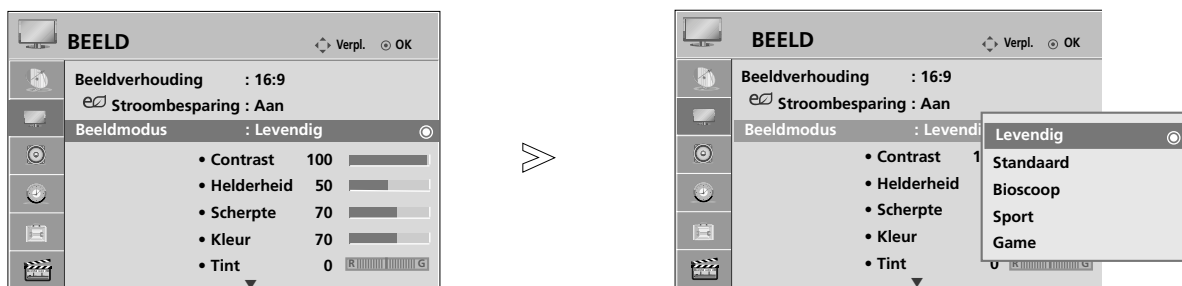 BEELD Verpl. OK
Beeldverhouding : 16:9
Stroombesparing : Aan
Beeldmodus : Levendig
• Contrast 100
• Helderheid 50
• Scherpte 70
• Kleur 70
• Tint 0 R G
BEELD Verpl. OK
Beeldverhouding : 16:9
Stroombesparing : Aan
Beeldmodus : Levendi
• Contrast 1
• Helderheid
• Scherpte
• Kleur
• Tint 0 R G
Levendig
Standaard
Bioscoop
Sport
Game